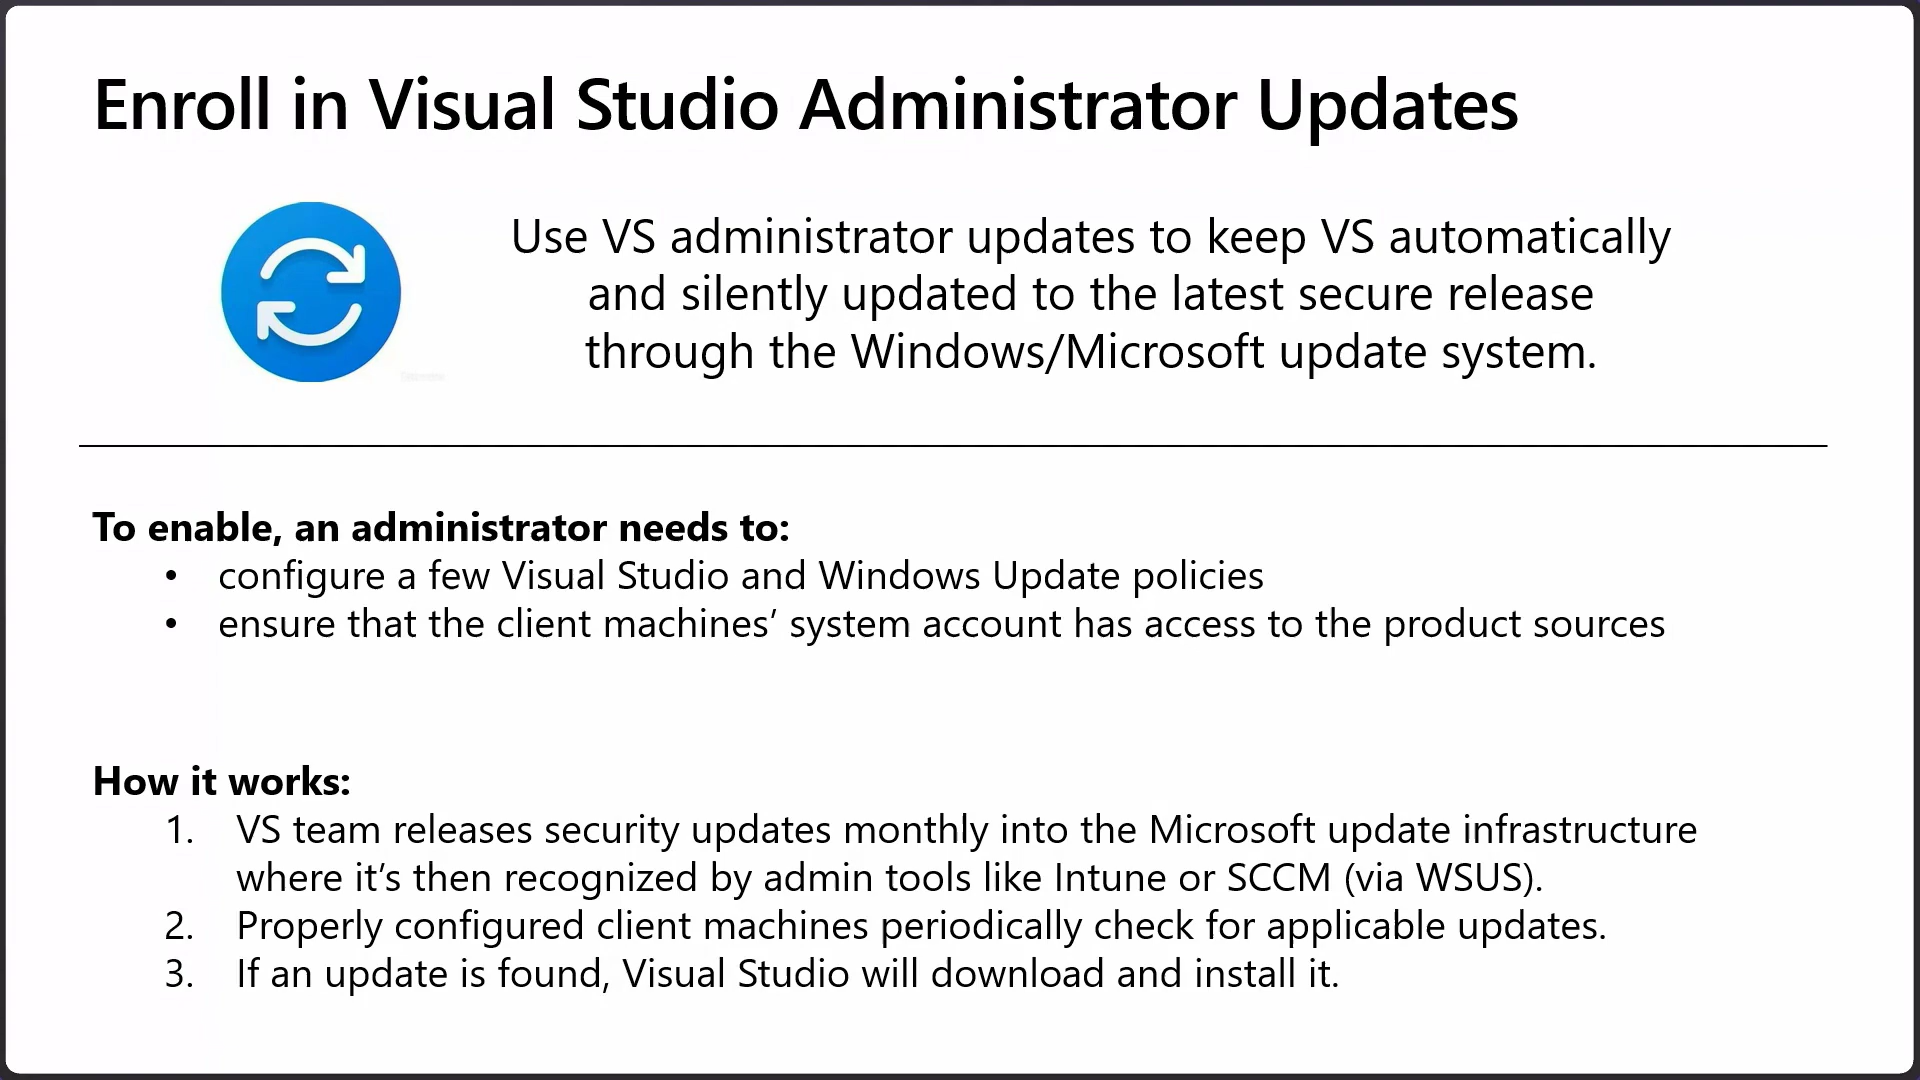 Enroll in Visual Studio Administrator Updates
Use VS administrator updates to keep VS automatically
and silently updated to the latest secure release
through the Windows/Microsoft update system.
To enable, an administrator needs to:
• configure a few Visual Studio and Windows Update policies
• ensure that the client machines’ system account has access to the product sources
How it works:
1. VS team releases security updates monthly into the Microsoft update infrastructure
where it’s then recognized by admin tools like Intune or SCCM (via WSUS).
2. Properly configured client machines periodically check for applicable updates.
3. If an update is found, Visual Studio will download and install it.